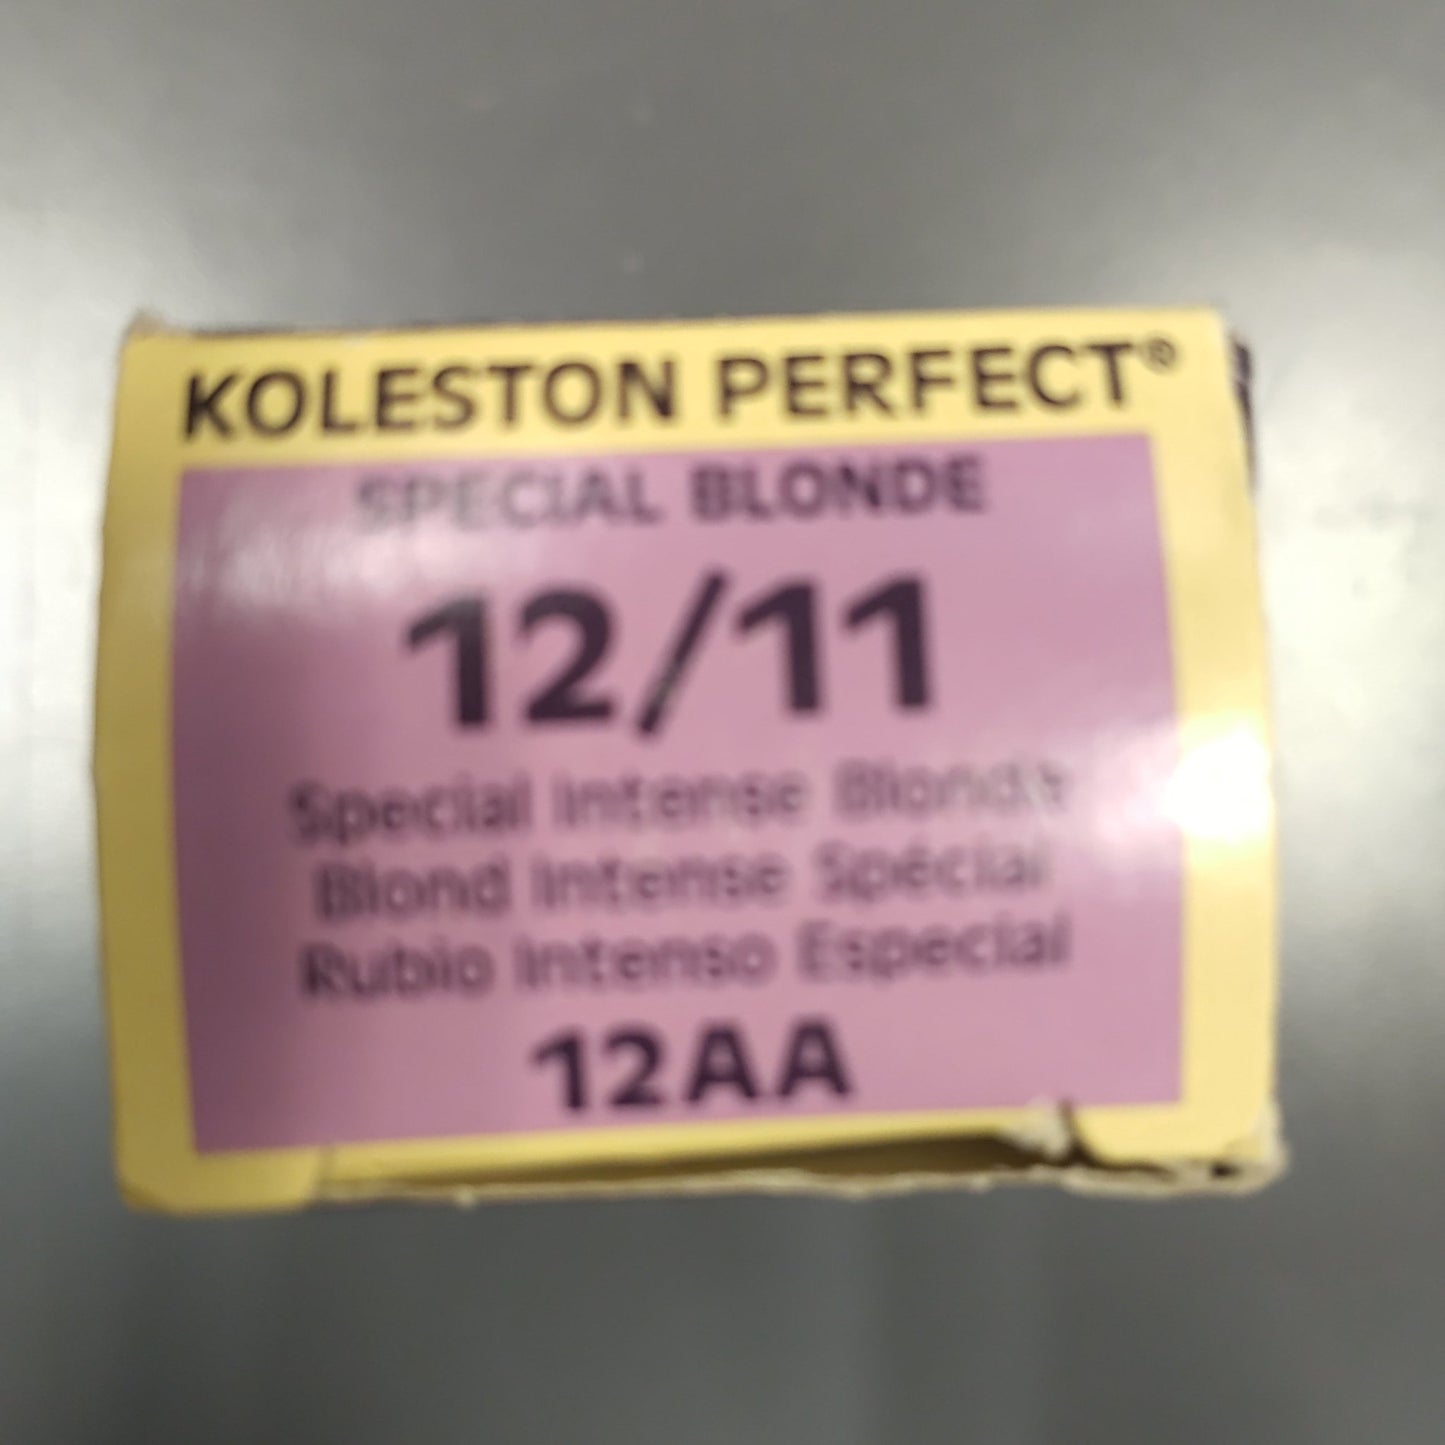 KOLESTON PERFECT®
SPECIAL BLONDE
12/11
Special Intense Blonde
Blond Intense Spécial
Rubio Intenso Especial
12AA